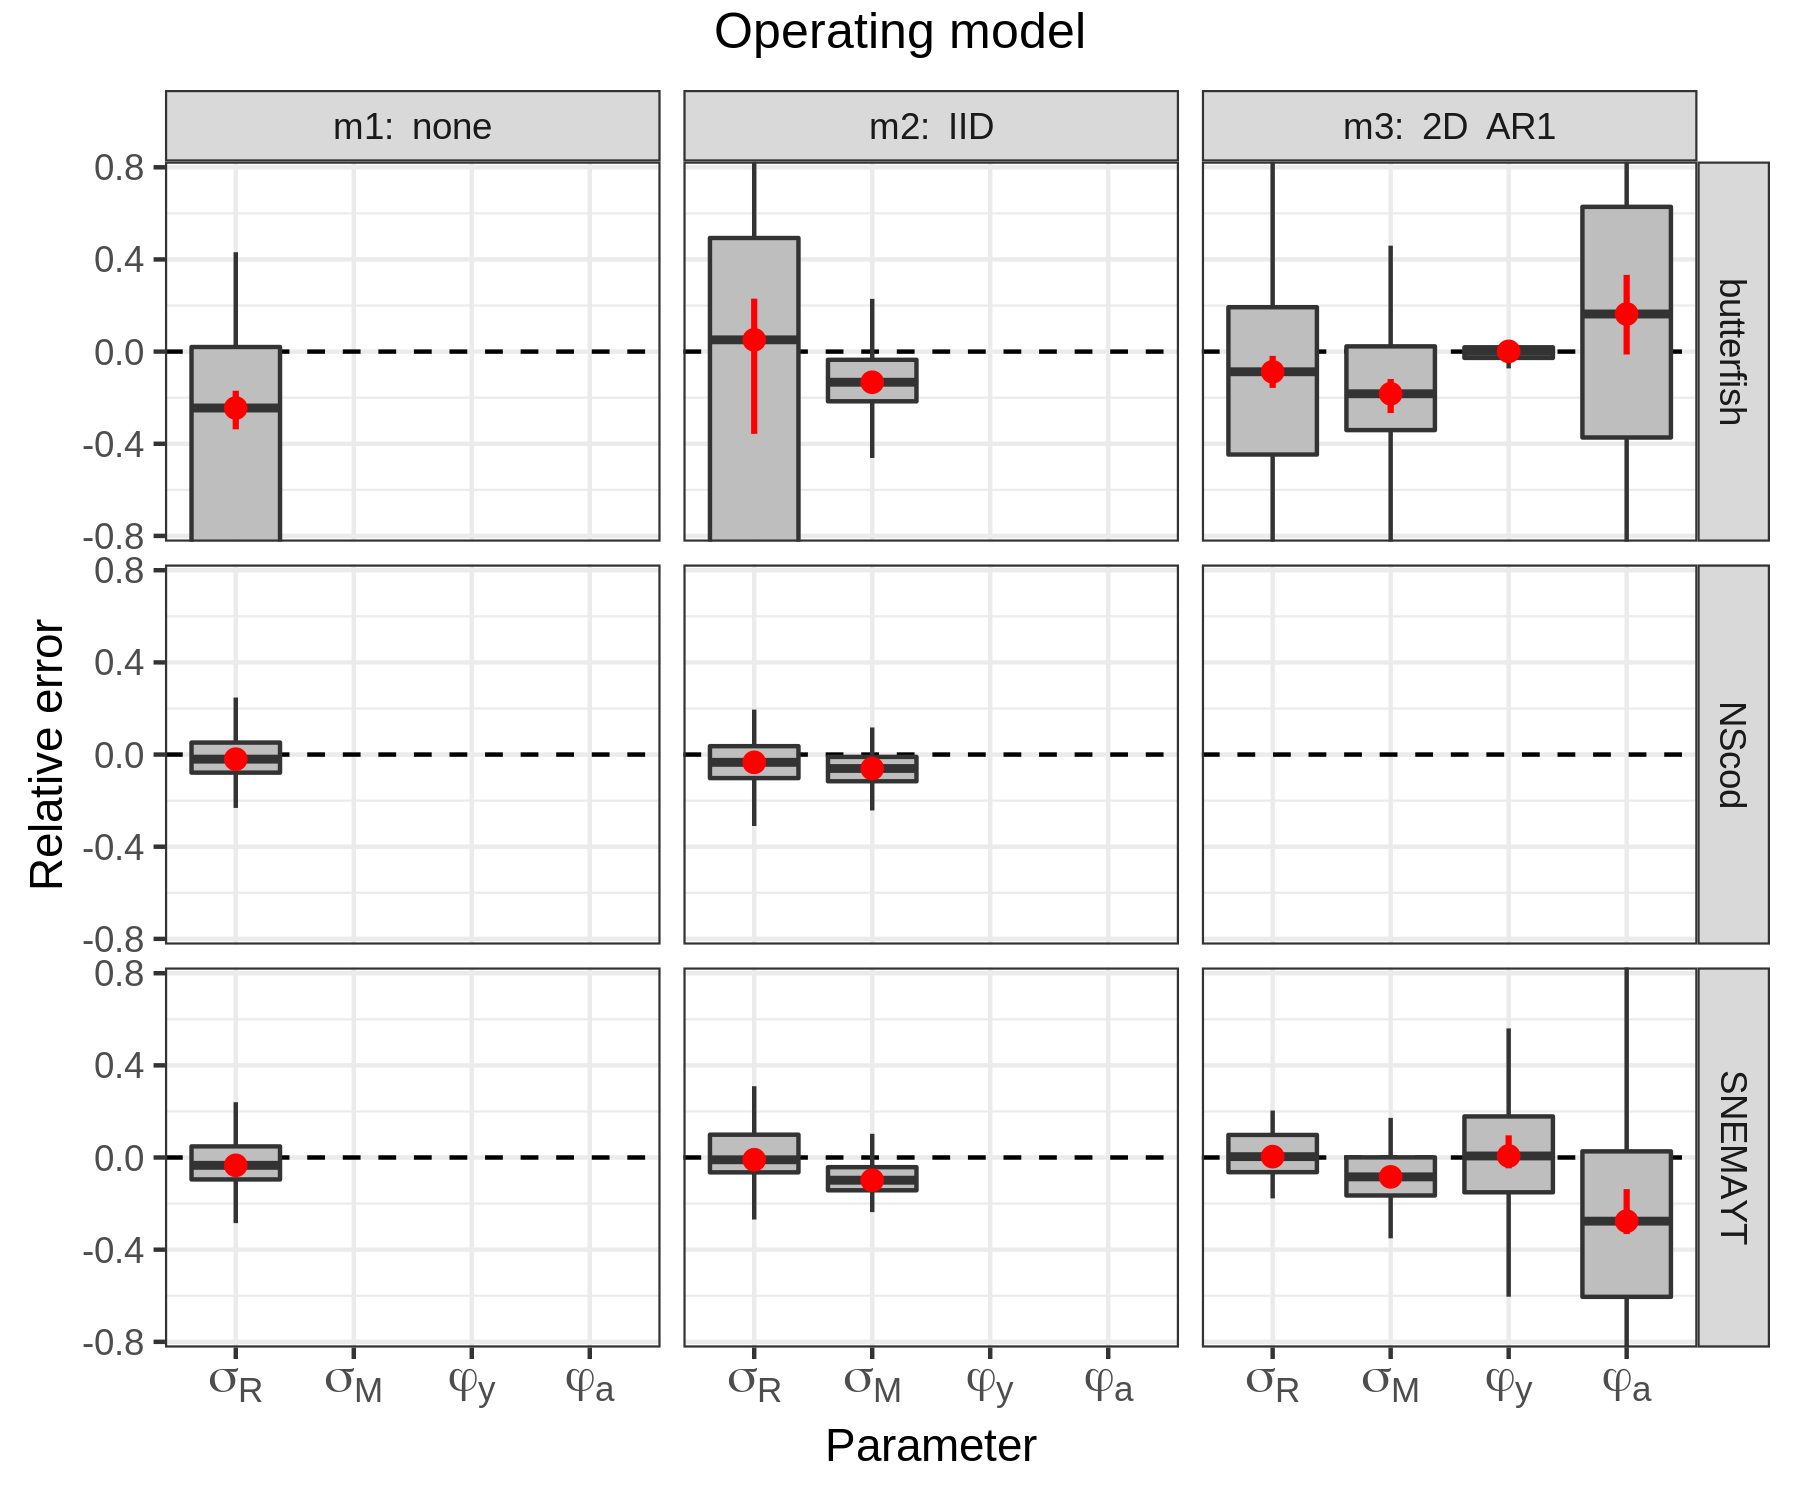 Operating model
m1: none
m2: IID
m3: 2D AR1
0.8
0.4
0.0
-0.4
-0.8
butterfish
0.8
0.4
0.0
-0.4
-0.8
NScod
0.8
0.4
0.0
-0.4
-0.8
SNEMAYT
Relative error
σR σM φy φa
σR σM φy φa
σR σM φy φa
Parameter